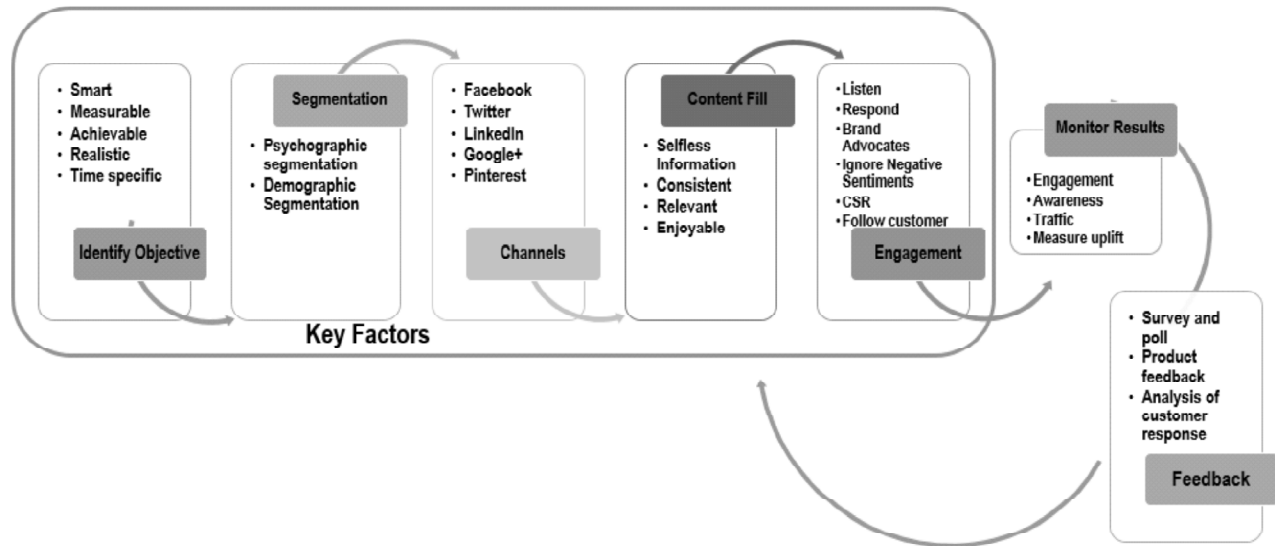 • Smart
• Measurable
• Achievable
• Realistic
• Time specific
Identify Objective
Segmentation
• Psychographic
segmentation
• Demographic
Segmentation
• Facebook
• Twitter
• LinkedIn
• Google+
• Pinterest
Channels
Content Fill
• Selfless
Information
• Consistent
• Relevant
• Enjoyable
•Listen
•Respond
•Brand
Advocates
•Ignore Negative
Sentiments
•CSR
•Follow customer
Engagement
Key Factors
Monitor Results
•Engagement
•Awareness
•Traffic
•Measure uplift
• Survey and
poll
• Product
feedback
• Analysis of
customer
response
Feedback